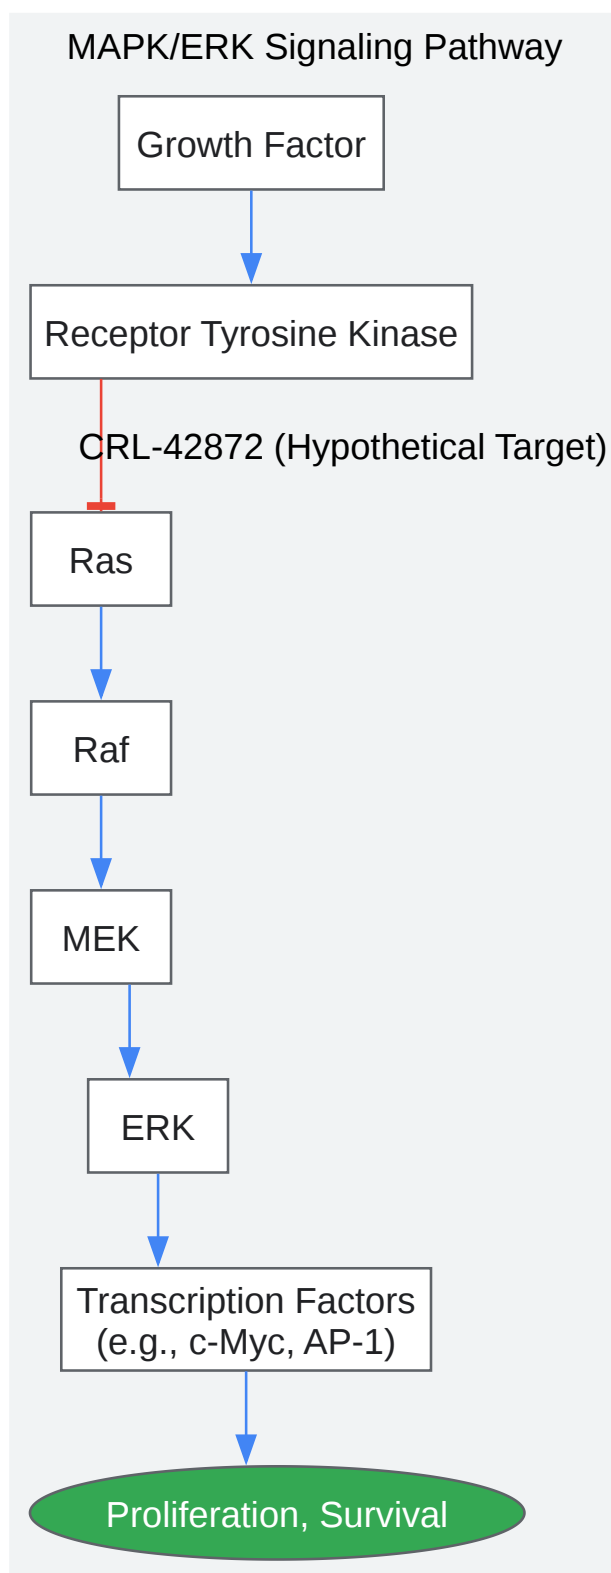 MAPK/ERK Signaling Pathway
Growth Factor
Receptor Tyrosine Kinase
CRL-42872 (Hypothetical Target)
Ras
Raf
MEK
ERK
Transcription Factors
(e.g., c-Myc, AP-1)
Proliferation, Survival